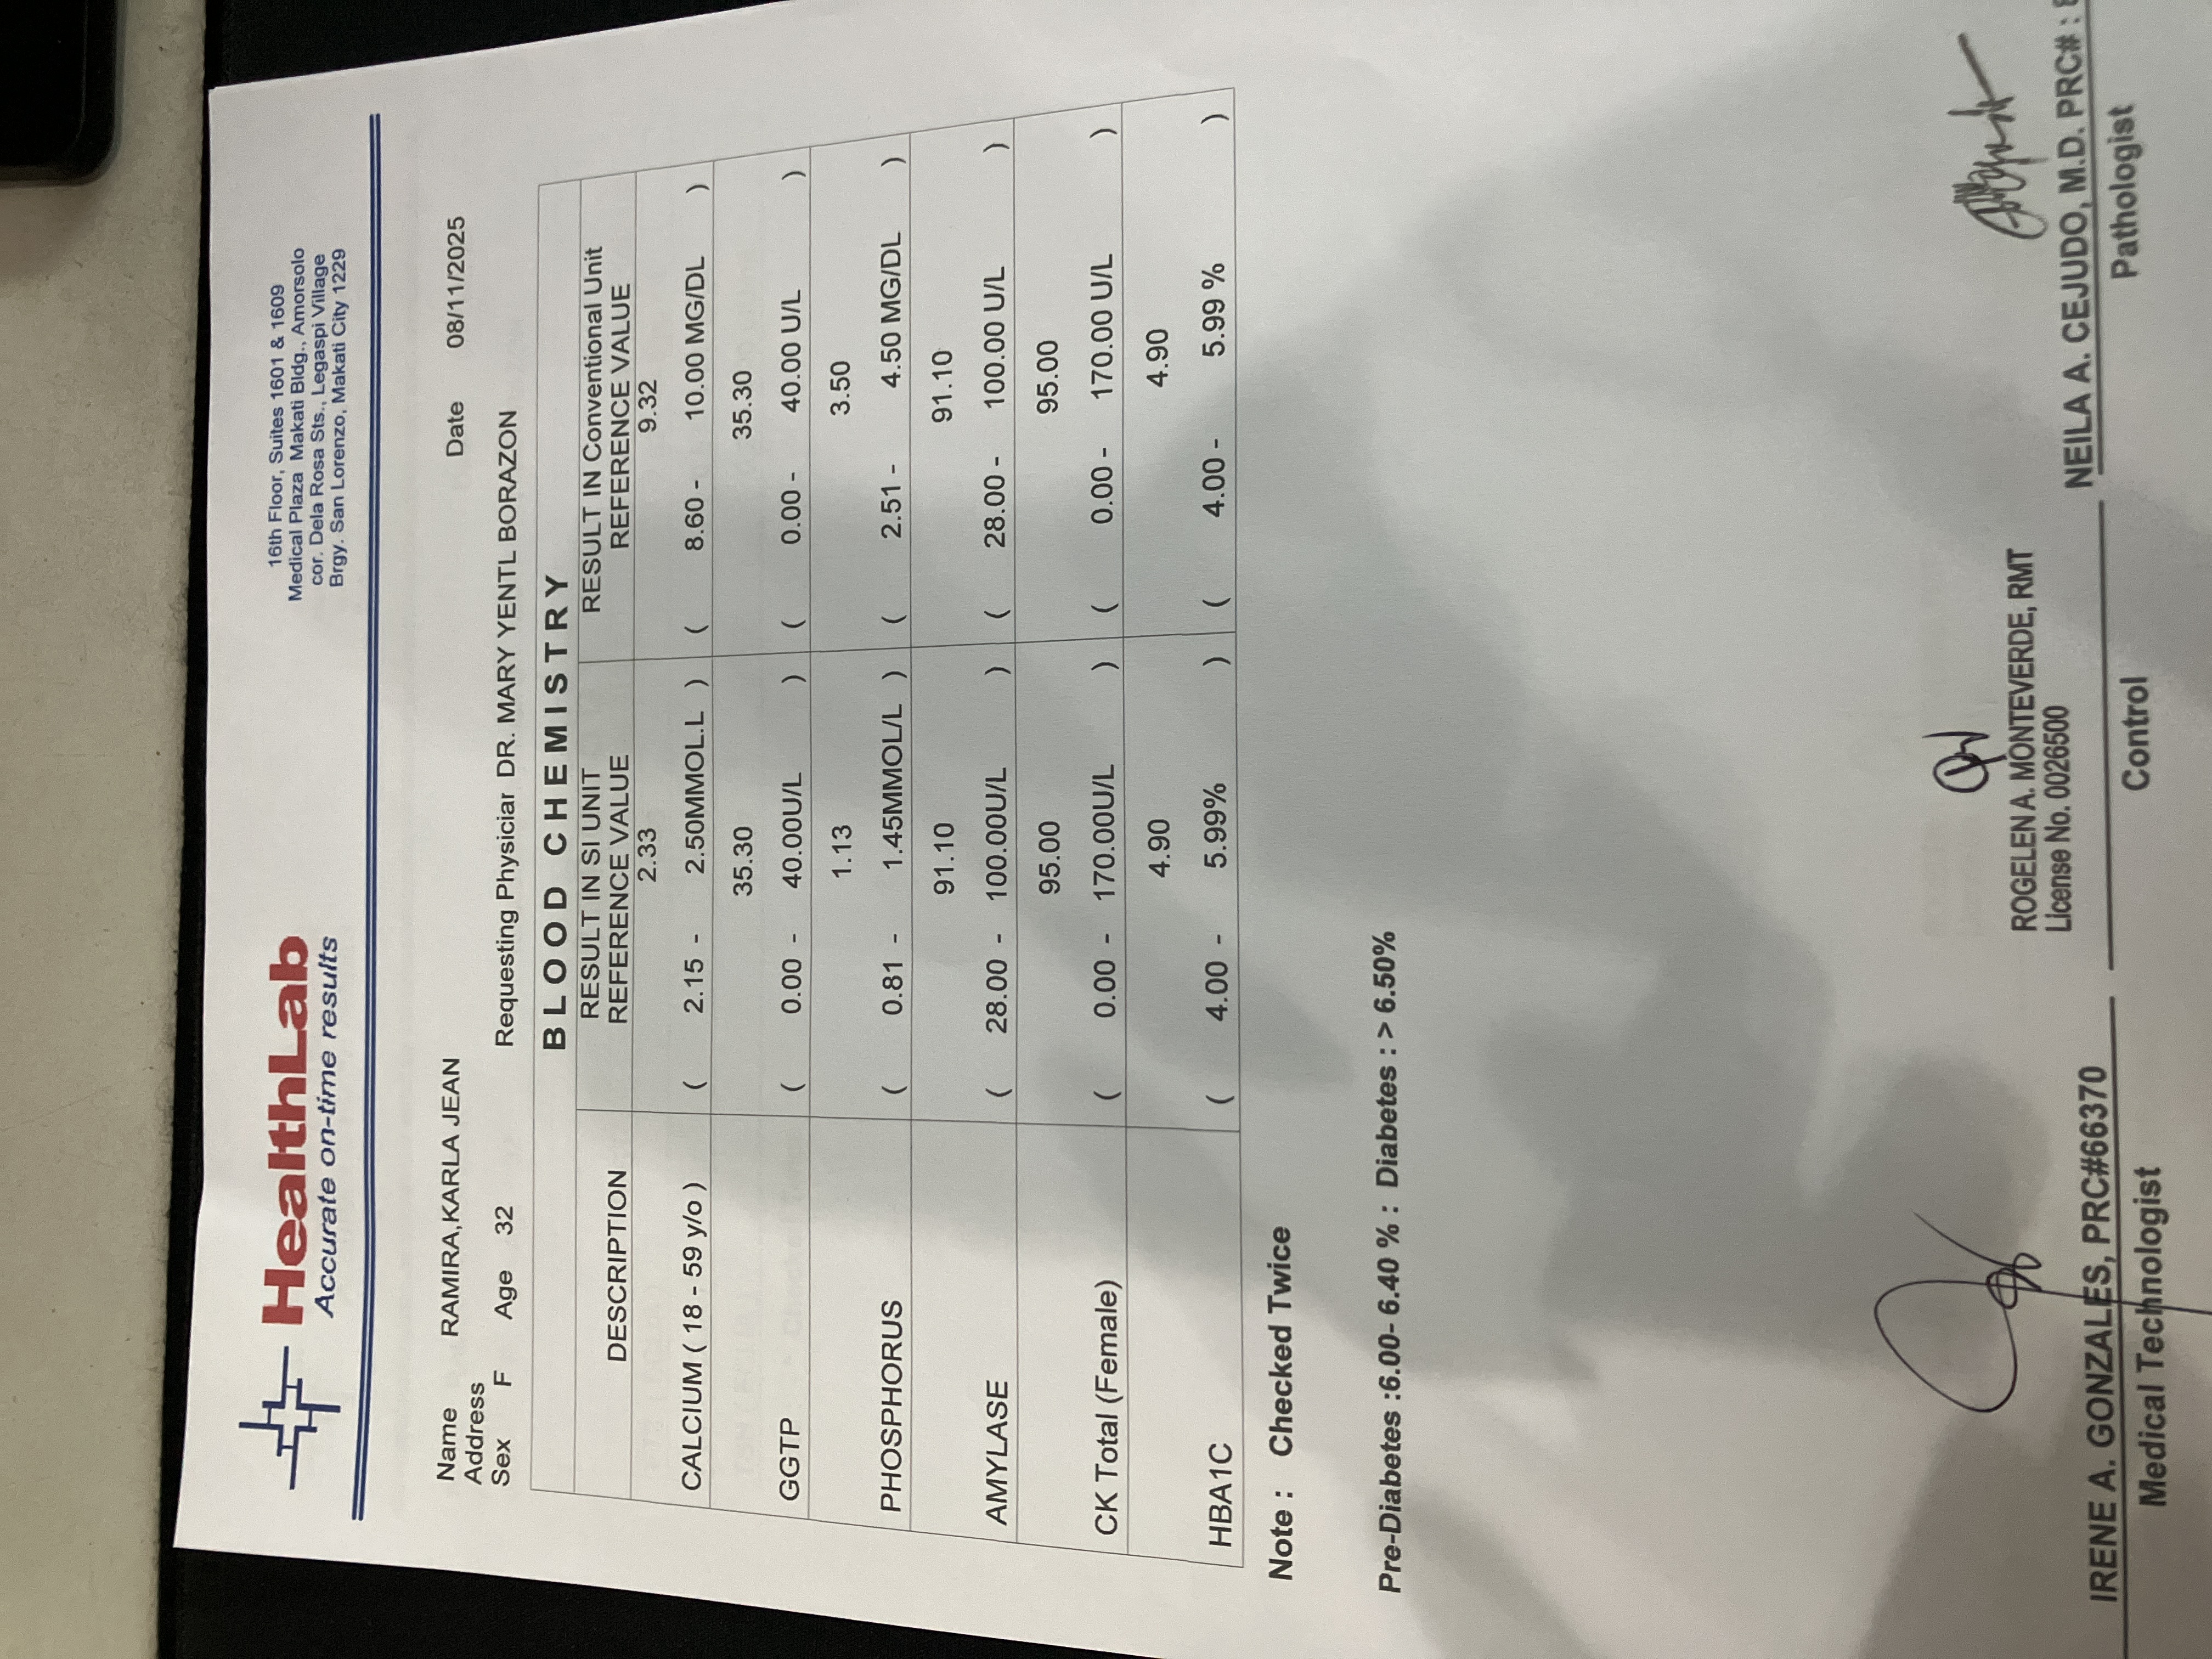 HealthLab
Accurate on-time results
16th Floor, Suites 1601 & 1609
Medical Plaza Makati Bldg., Amorsolo
cor. Dela Rosa Sts., Legaspi Village
Brgy. San Lorenzo, Makati City 1229
Name RAMIRA,KARLA JEAN Date 08/11/2025
Address
Sex F Age 32 Requesting Physiciar DR. MARY YENTL BORAZON
BLOOD CHEMISTRY
DESCRIPTION RESULT IN SI UNIT REFERENCE VALUE RESULT IN Conventional Unit REFERENCE VALUE
2.33 9.32
CALCIUM ( 18 - 59 y/o ) ( 2.15 - 2.50MMOL.L ) ( 8.60 - 10.00 MG/DL )
35.30 35.30
GGTP ( 0.00 - 40.00U/L ) ( 0.00 - 40.00 U/L )
1.13 3.50
PHOSPHORUS ( 0.81 - 1.45MMOL/L ) ( 2.51 - 4.50 MG/DL )
91.10 91.10
AMYLASE ( 28.00 - 100.00U/L ) ( 28.00 - 100.00 U/L )
95.00 95.00
CK Total (Female) ( 0.00 - 170.00U/L ) ( 0.00 - 170.00 U/L )
4.90 4.90
HBA1C ( 4.00 - 5.99% ) ( 4.00 - 5.99 % )
Note : Checked Twice
Pre-Diabetes :6.00- 6.40 % : Diabetes : > 6.50%
IRENE A. GONZALES, PRC#66370
Medical Technologist
ROGELEN A. MONTEVERDE, RMT
License No. 0026500
Control
NEILA A. CEJUDO, M.D. PRC# :
Pathologist